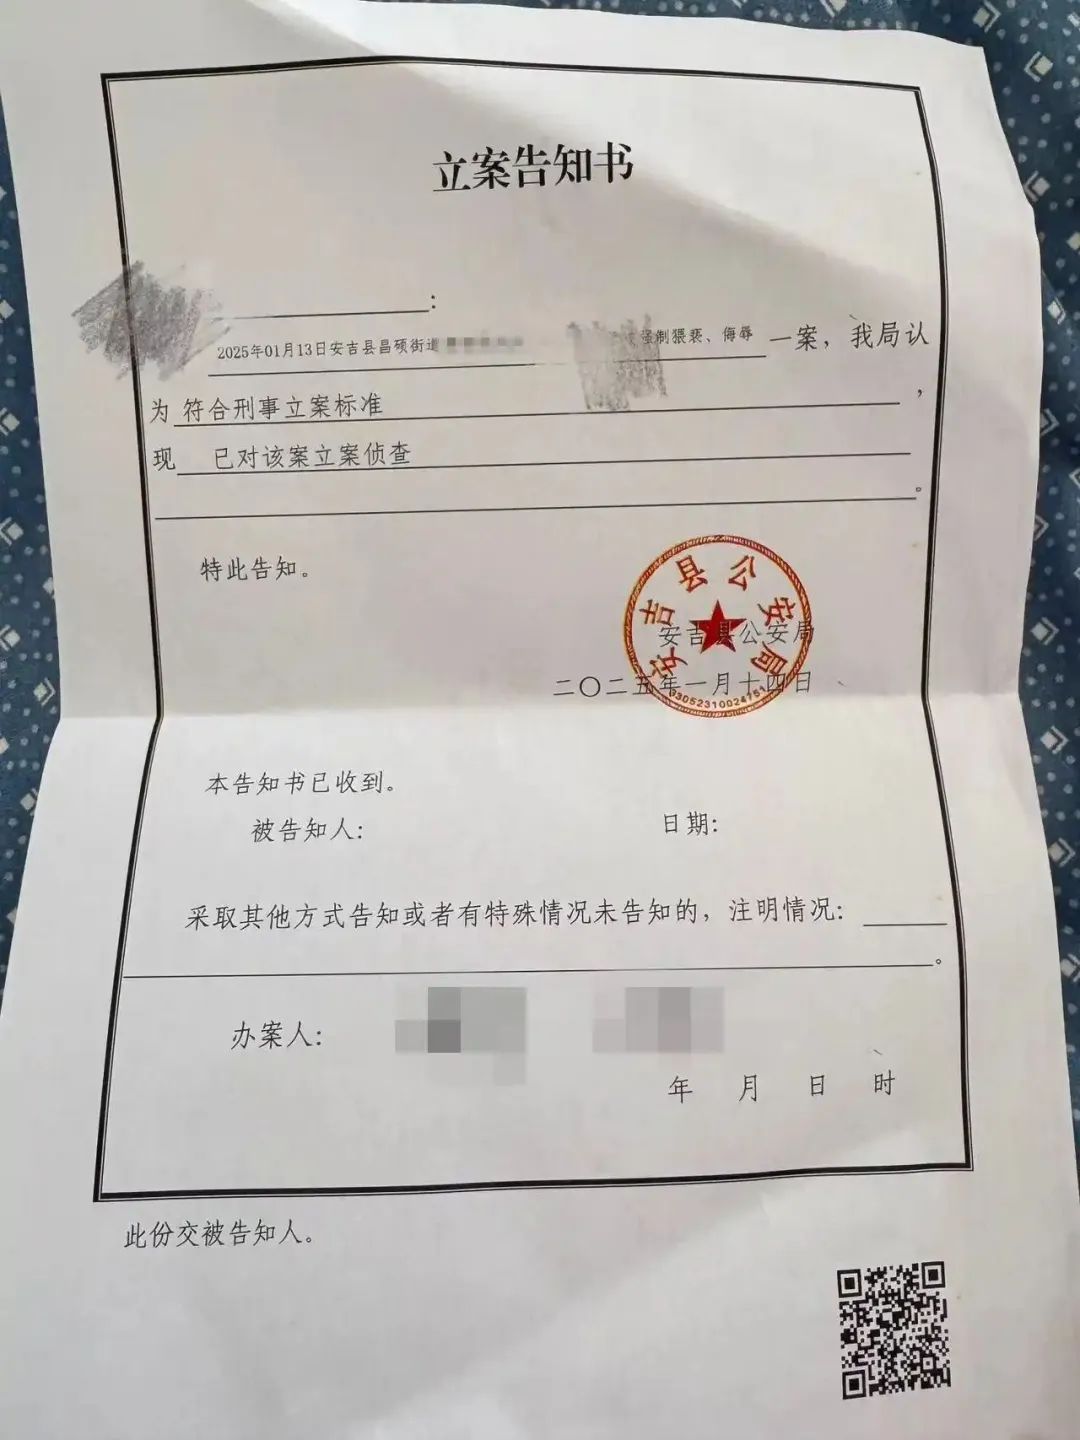 立案告知书
：
2025年01月13日安吉县昌硕街道 强制猥亵、侮辱 一案，我局认
为 符合刑事立案标准 ，
现 已对该案立案侦查
。
特此告知。
安吉县公安局
安吉县公安局
二〇二五年一月十四日
33052310024751
本告知书已收到。
被告知人： 日期：
采取其他方式告知或者有特殊情况未告知的，注明情况：
。
办案人：
年 月 日 时
此份交被告知人。